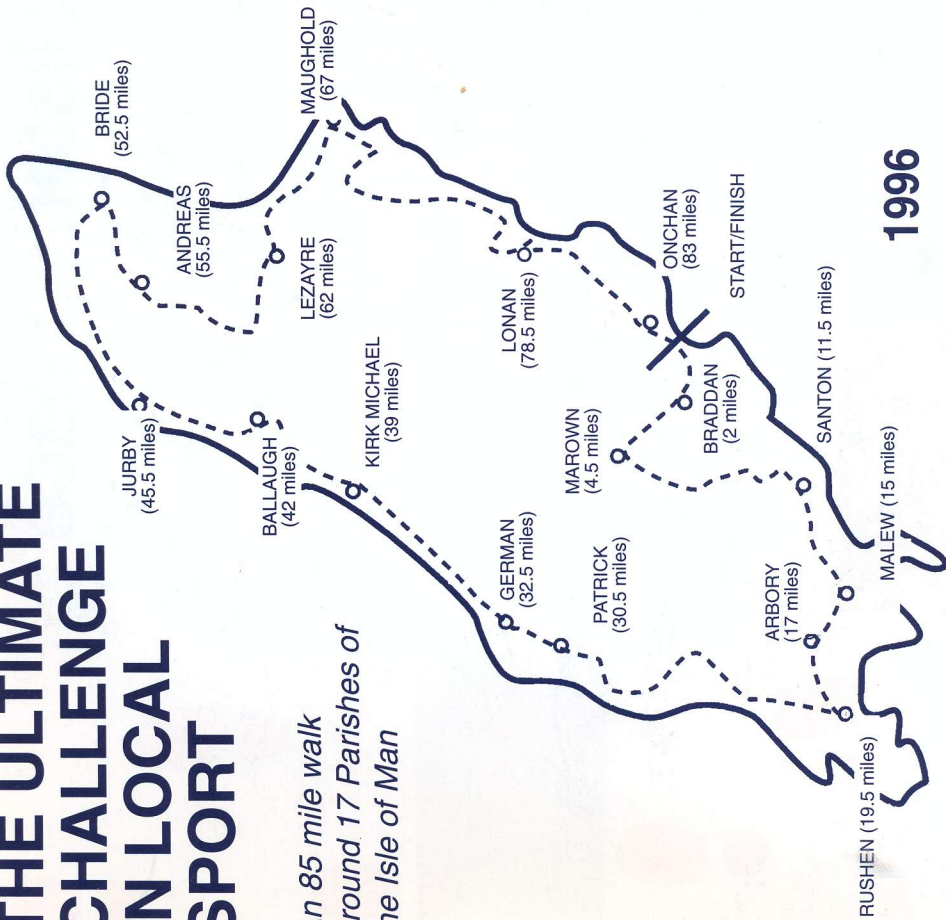 THE ULTIMATE
CHALLENGE
N LOCAL
SPORT
n 85 mile walk
round 17 Parishes of
he Isle of Man
JURBY
(45.5 miles)
BRIDE
(52.5 miles)
ANDREAS
(55.5 miles)
MAUGHOLD
(67 miles)
LEZAYRE
(62 miles)
BALLAUGH
(42 miles)
KIRK MICHAEL
(39 miles)
GERMAN
(32.5 miles)
PATRICK
(30.5 miles)
LONAN
(78.5 miles)
MAROWN
(4.5 miles)
ONCHAN
(83 miles)
START/FINISH
BRADDAN
(2 miles)
SANTON (11.5 miles)
ARBORY
(17 miles)
MALEW (15 miles)
RUSHEN (19.5 miles)
1996